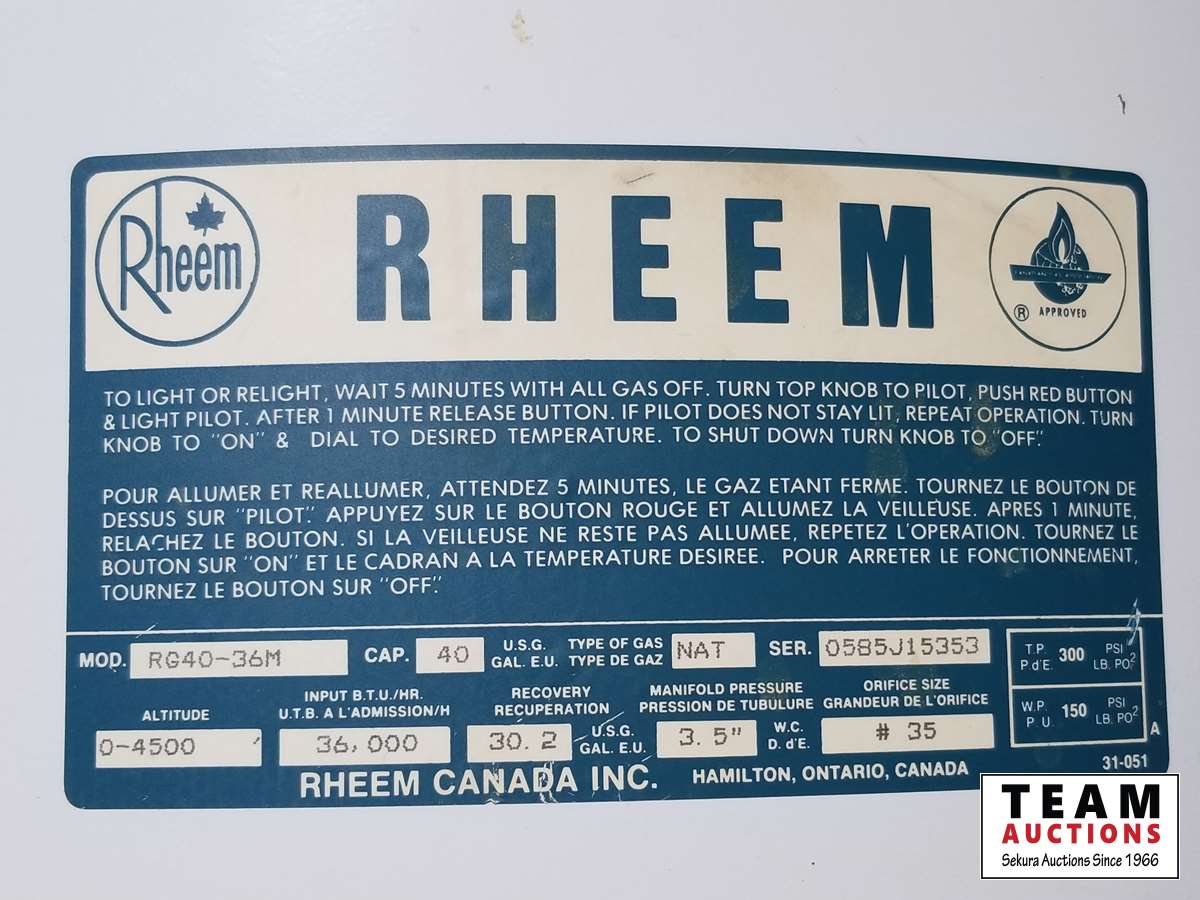 Rheem
RHEEM
® APPROVED
TO LIGHT OR RELIGHT, WAIT 5 MINUTES WITH ALL GAS OFF. TURN TOP KNOB TO PILOT, PUSH RED BUTTON
& LIGHT PILOT. AFTER 1 MINUTE RELEASE BUTTON. IF PILOT DOES NOT STAY LIT, REPEAT OPERATION. TURN
KNOB TO "ON" & DIAL TO DESIRED TEMPERATURE. TO SHUT DOWN TURN KNOB TO "OFF".
POUR ALLUMER ET REALLUMER, ATTENDEZ 5 MINUTES, LE GAZ ETANT FERME. TOURNEZ LE BOUTON DE
DESSUS SUR "PILOT". APPUYEZ SUR LE BOUTON ROUGE ET ALLUMEZ LA VEILLEUSE. APRES 1 MINUTE,
RELACHEZ LE BOUTON. SI LA VEILLEUSE NE RESTE PAS ALLUMEE, REPETEZ L'OPERATION. TOURNEZ LE
BOUTON SUR "ON" ET LE CADRAN A LA TEMPERATURE DESIREE. POUR ARRETER LE FONCTIONNEMENT,
TOURNEZ LE BOUTON SUR "OFF".
MOD. RG40-36M CAP. 40 U.S.G. GAL. E.U. TYPE OF GAS TYPE DE GAZ NAT SER. 0585J15353
T.P. P.d'E. 300 PSI LB. PO²
ALTITUDE 0-4500
INPUT B.T.U./HR. U.T.B. A L'ADMISSION/H 36,000
RECOVERY RECUPERATION 30.2 U.S.G. GAL. E.U.
MANIFOLD PRESSURE PRESSION DE TUBULURE 3.5" W.C. D. d'E.
ORIFICE SIZE GRANDEUR DE L'ORIFICE # 35
W.P. P.U. 150 PSI LB. PO²
A
RHEEM CANADA INC. HAMILTON, ONTARIO, CANADA 31-051
TEAM
AUCTIONS
Sekura Auctions Since 1966